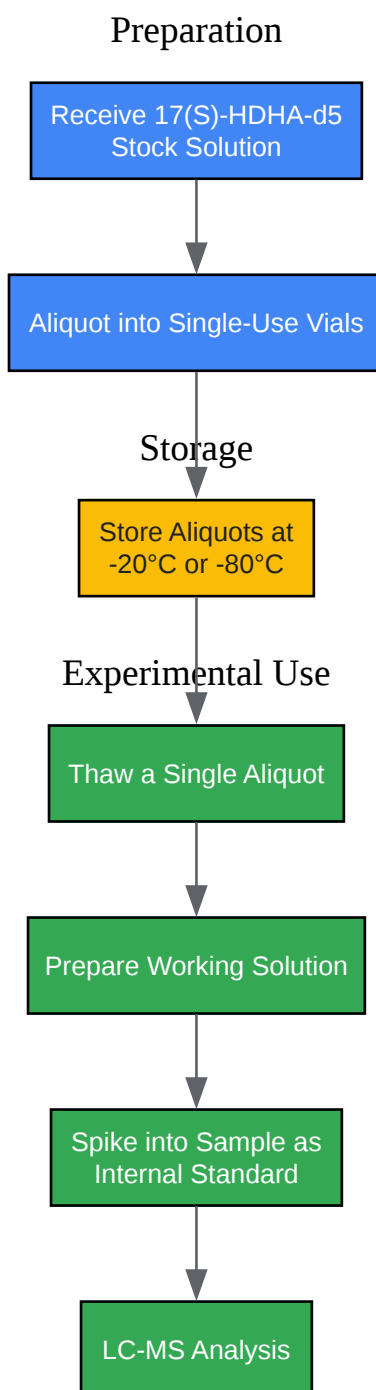 Preparation
Receive 17(S)-HDHA-d5
Stock Solution
Aliquot into Single-Use Vials
Storage
Store Aliquots at
-20°C or -80°C
Experimental Use
Thaw a Single Aliquot
Prepare Working Solution
Spike into Sample as
Internal Standard
LC-MS Analysis